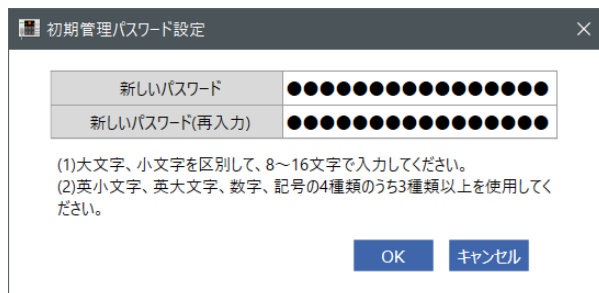 初期管理パスワード設定
新しいパスワード ●●●●●●●●●●●●●●●●
新しいパスワード(再入力) ●●●●●●●●●●●●●●●●
(1)大文字、小文字を区別して、8～16文字で入力してください。
(2)英小文字、英大文字、数字、記号の4種類のうち3種類以上を使用してく
ださい。
OK キャンセル